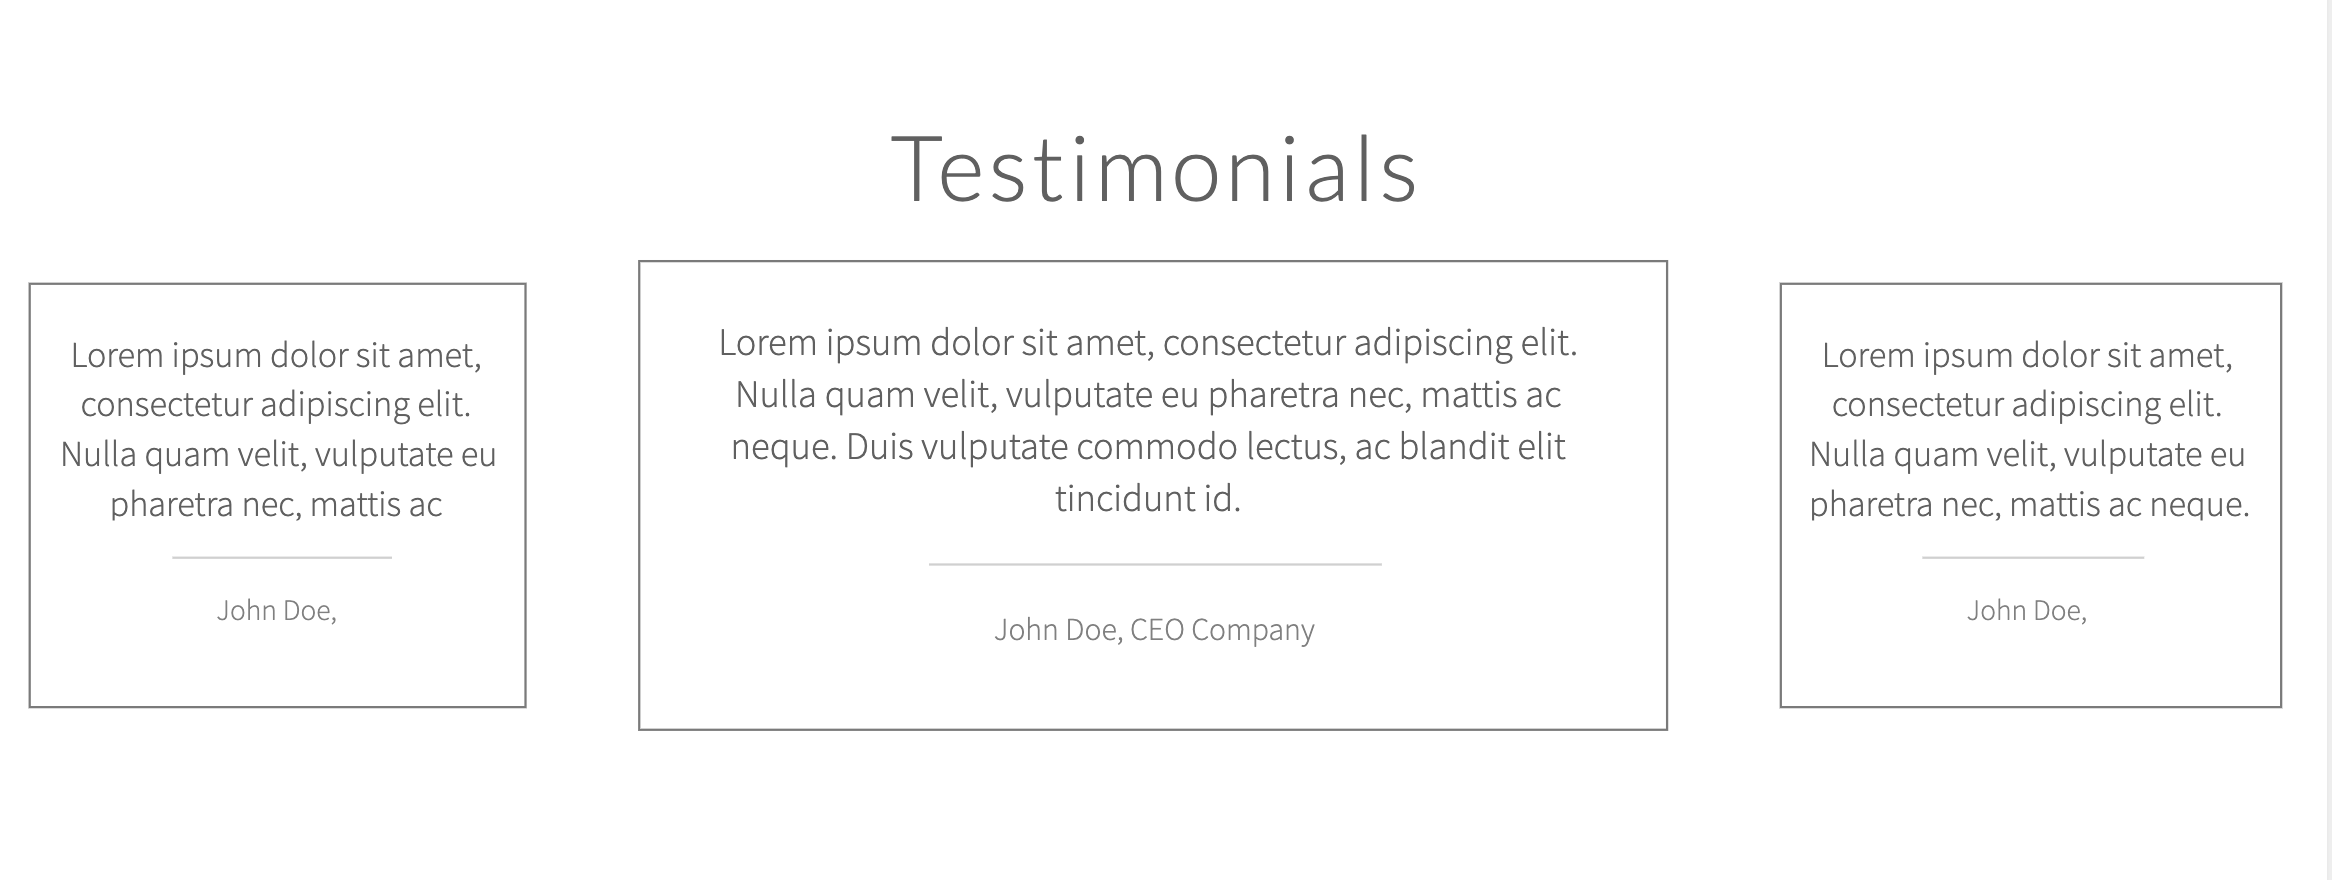 Testimonials
Lorem ipsum dolor sit amet,
consectetur adipiscing elit.
Nulla quam velit, vulputate eu
pharetra nec, mattis ac
John Doe,
Lorem ipsum dolor sit amet, consectetur adipiscing elit.
Nulla quam velit, vulputate eu pharetra nec, mattis ac
neque. Duis vulputate commodo lectus, ac blandit elit
tincidunt id.
John Doe, CEO Company
Lorem ipsum dolor sit amet,
consectetur adipiscing elit.
Nulla quam velit, vulputate eu
pharetra nec, mattis ac neque.
John Doe,